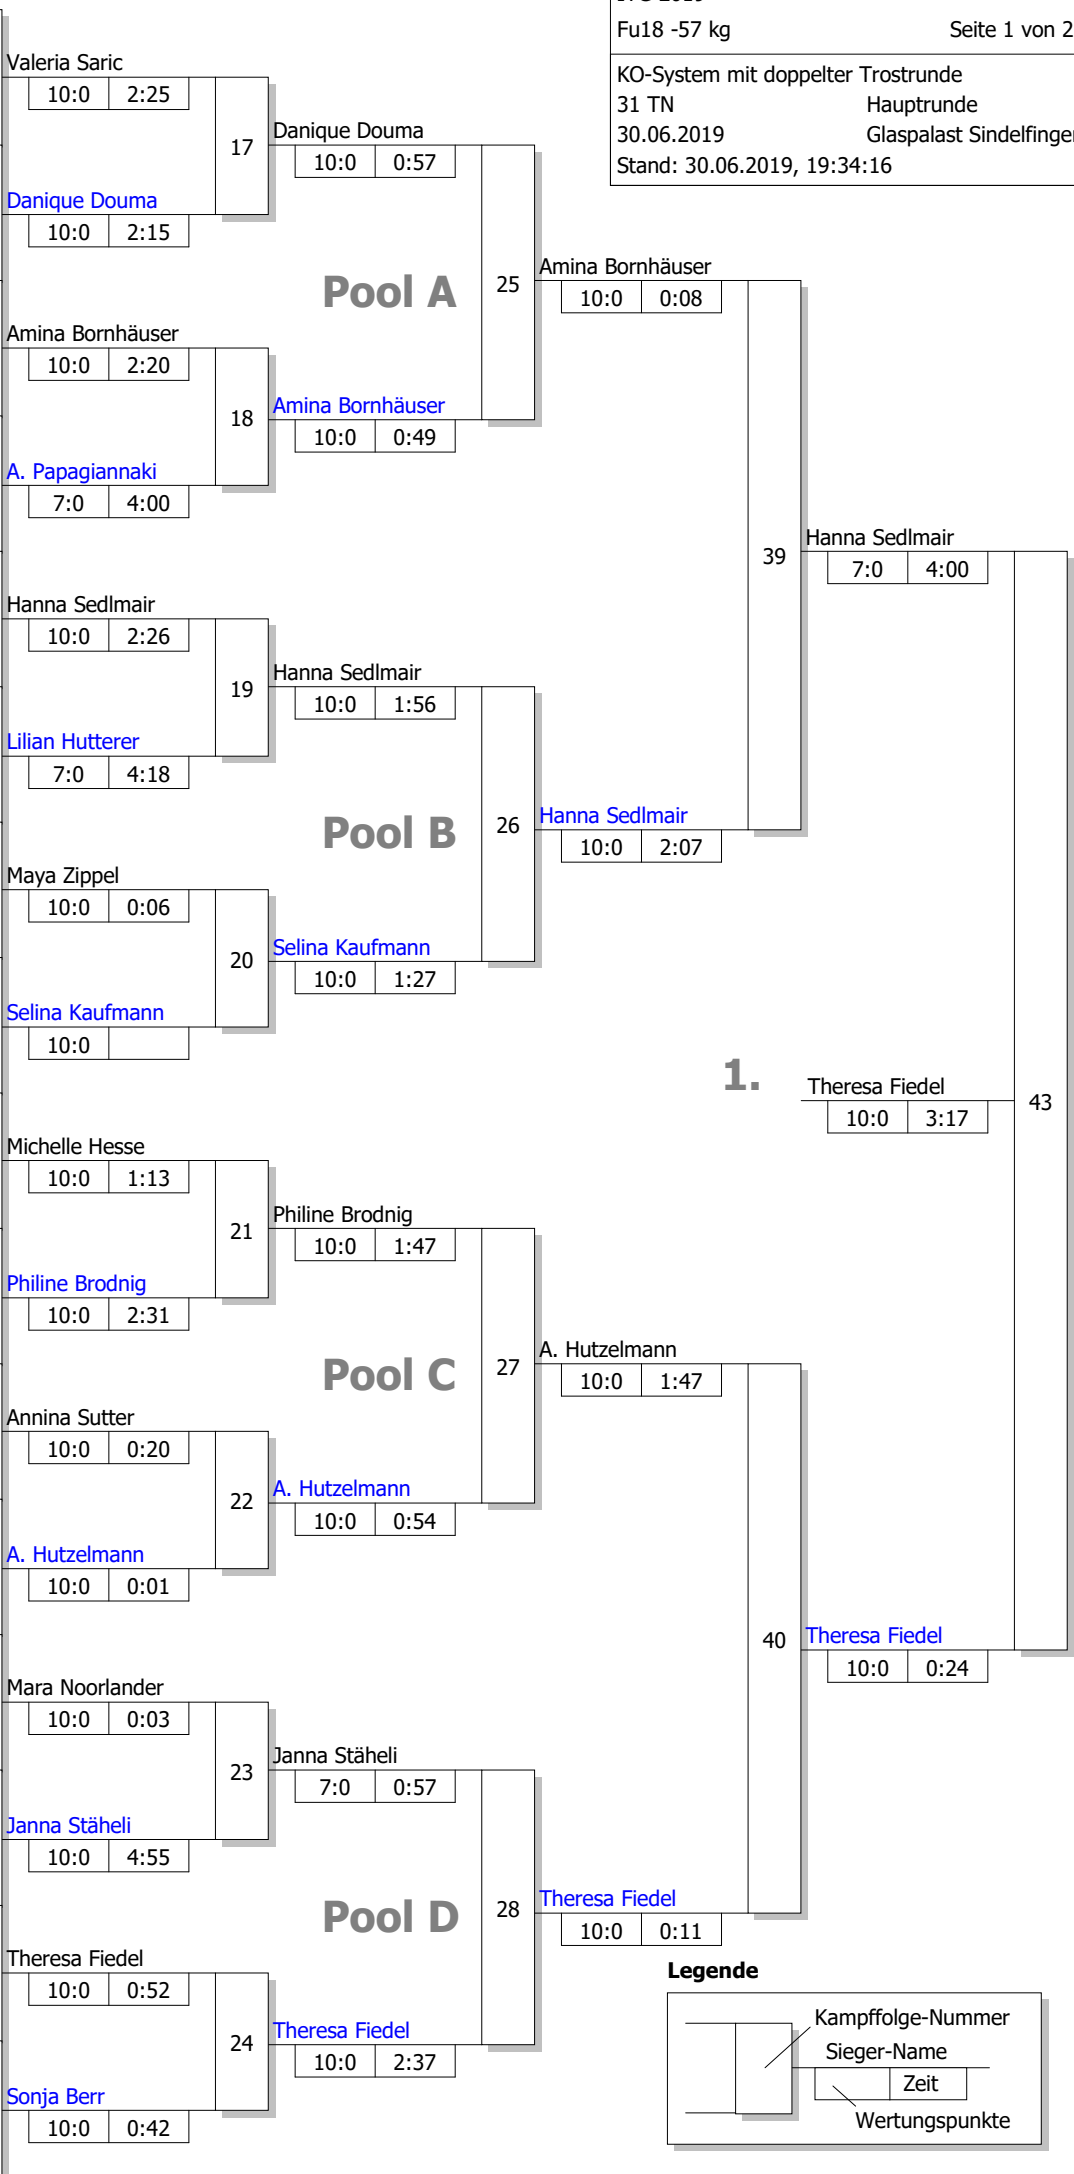 Fu18 -57 kg Seite 1 von 2
KO-System mit doppelter Trostrunde
31 TN Hauptrunde
30.06.2019 Glaspalast Sindelfingen
Stand: 30.06.2019, 19:34:16
Valeria Saric
10:0 2:25
17
Danique Douma
10:0 0:57
Danique Douma
10:0 2:15
Pool A
25
Amina Bornhäuser
10:0 0:08
Amina Bornhäuser
10:0 2:20
18
Amina Bornhäuser
10:0 0:49
A. Papagiannaki
7:0 4:00
39
Hanna Sedlmair
7:0 4:00
Hanna Sedlmair
10:0 2:26
19
Hanna Sedlmair
10:0 1:56
Lilian Hutterer
7:0 4:18
Pool B
26
Hanna Sedlmair
10:0 2:07
Maya Zippel
10:0 0:06
20
Selina Kaufmann
10:0 1:27
Selina Kaufmann
10:0
1.
Theresa Fiedel
10:0 3:17
43
Michelle Hesse
10:0 1:13
21
Philine Brodnig
10:0 1:47
Philine Brodnig
10:0 2:31
Pool C
27
A. Hutzelmann
10:0 1:47
Annina Sutter
10:0 0:20
22
A. Hutzelmann
10:0 0:54
A. Hutzelmann
10:0 0:01
40
Theresa Fiedel
10:0 0:24
Mara Noorlander
10:0 0:03
23
Janna Stäheli
7:0 0:57
Janna Stäheli
10:0 4:55
Pool D
28
Theresa Fiedel
10:0 0:11
Theresa Fiedel
10:0 0:52
24
Theresa Fiedel
10:0 2:37
Sonja Berr
10:0 0:42
Legende
Kampffolge-Nummer
Sieger-Name
Zeit
Wertungspunkte